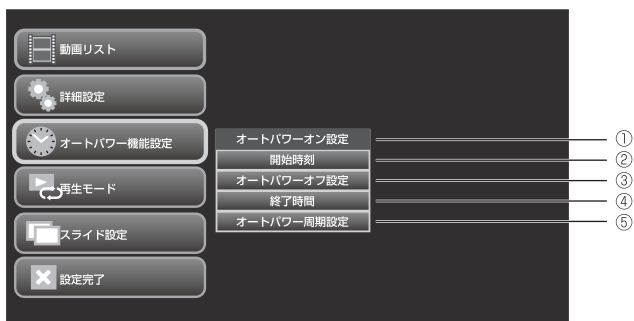 動画リスト
詳細設定
オートパワー機能設定
再生モード
スライド設定
設定完了
オートパワーオン設定 ①
開始時刻 ②
オートパワーオフ設定 ③
終了時間 ④
オートパワー周期設定 ⑤